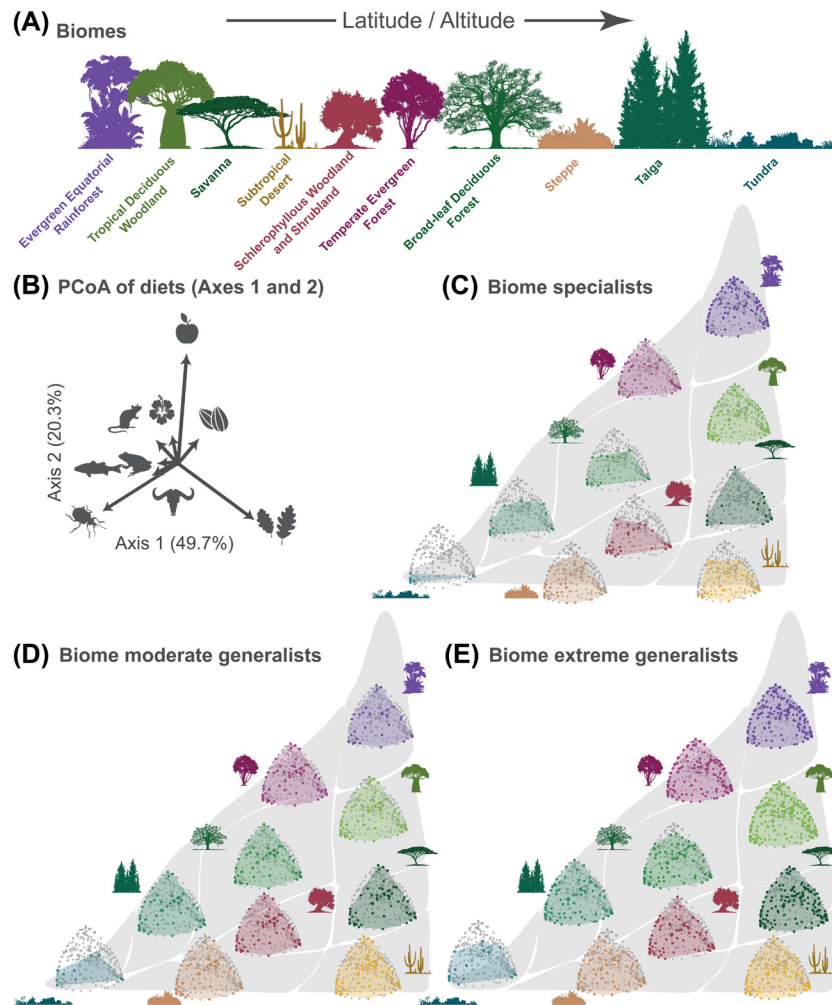 (A) Biomes
Latitude / Altitude
Evergreen Equatorial
Rainforest
Tropical Deciduous
Woodland
Savanna
Subtropical
Desert
Schlerophyllous Woodland
and Shrubland
Temperate Evergreen
Forest
Broad-leaf Deciduous
Forest
Steppe
Taiga
Tundra
(B) PCoA of diets (Axes 1 and 2)
Axis 2 (20.3%)
Axis 1 (49.7%)
(C) Biome specialists
(D) Biome moderate generalists
(E) Biome extreme generalists